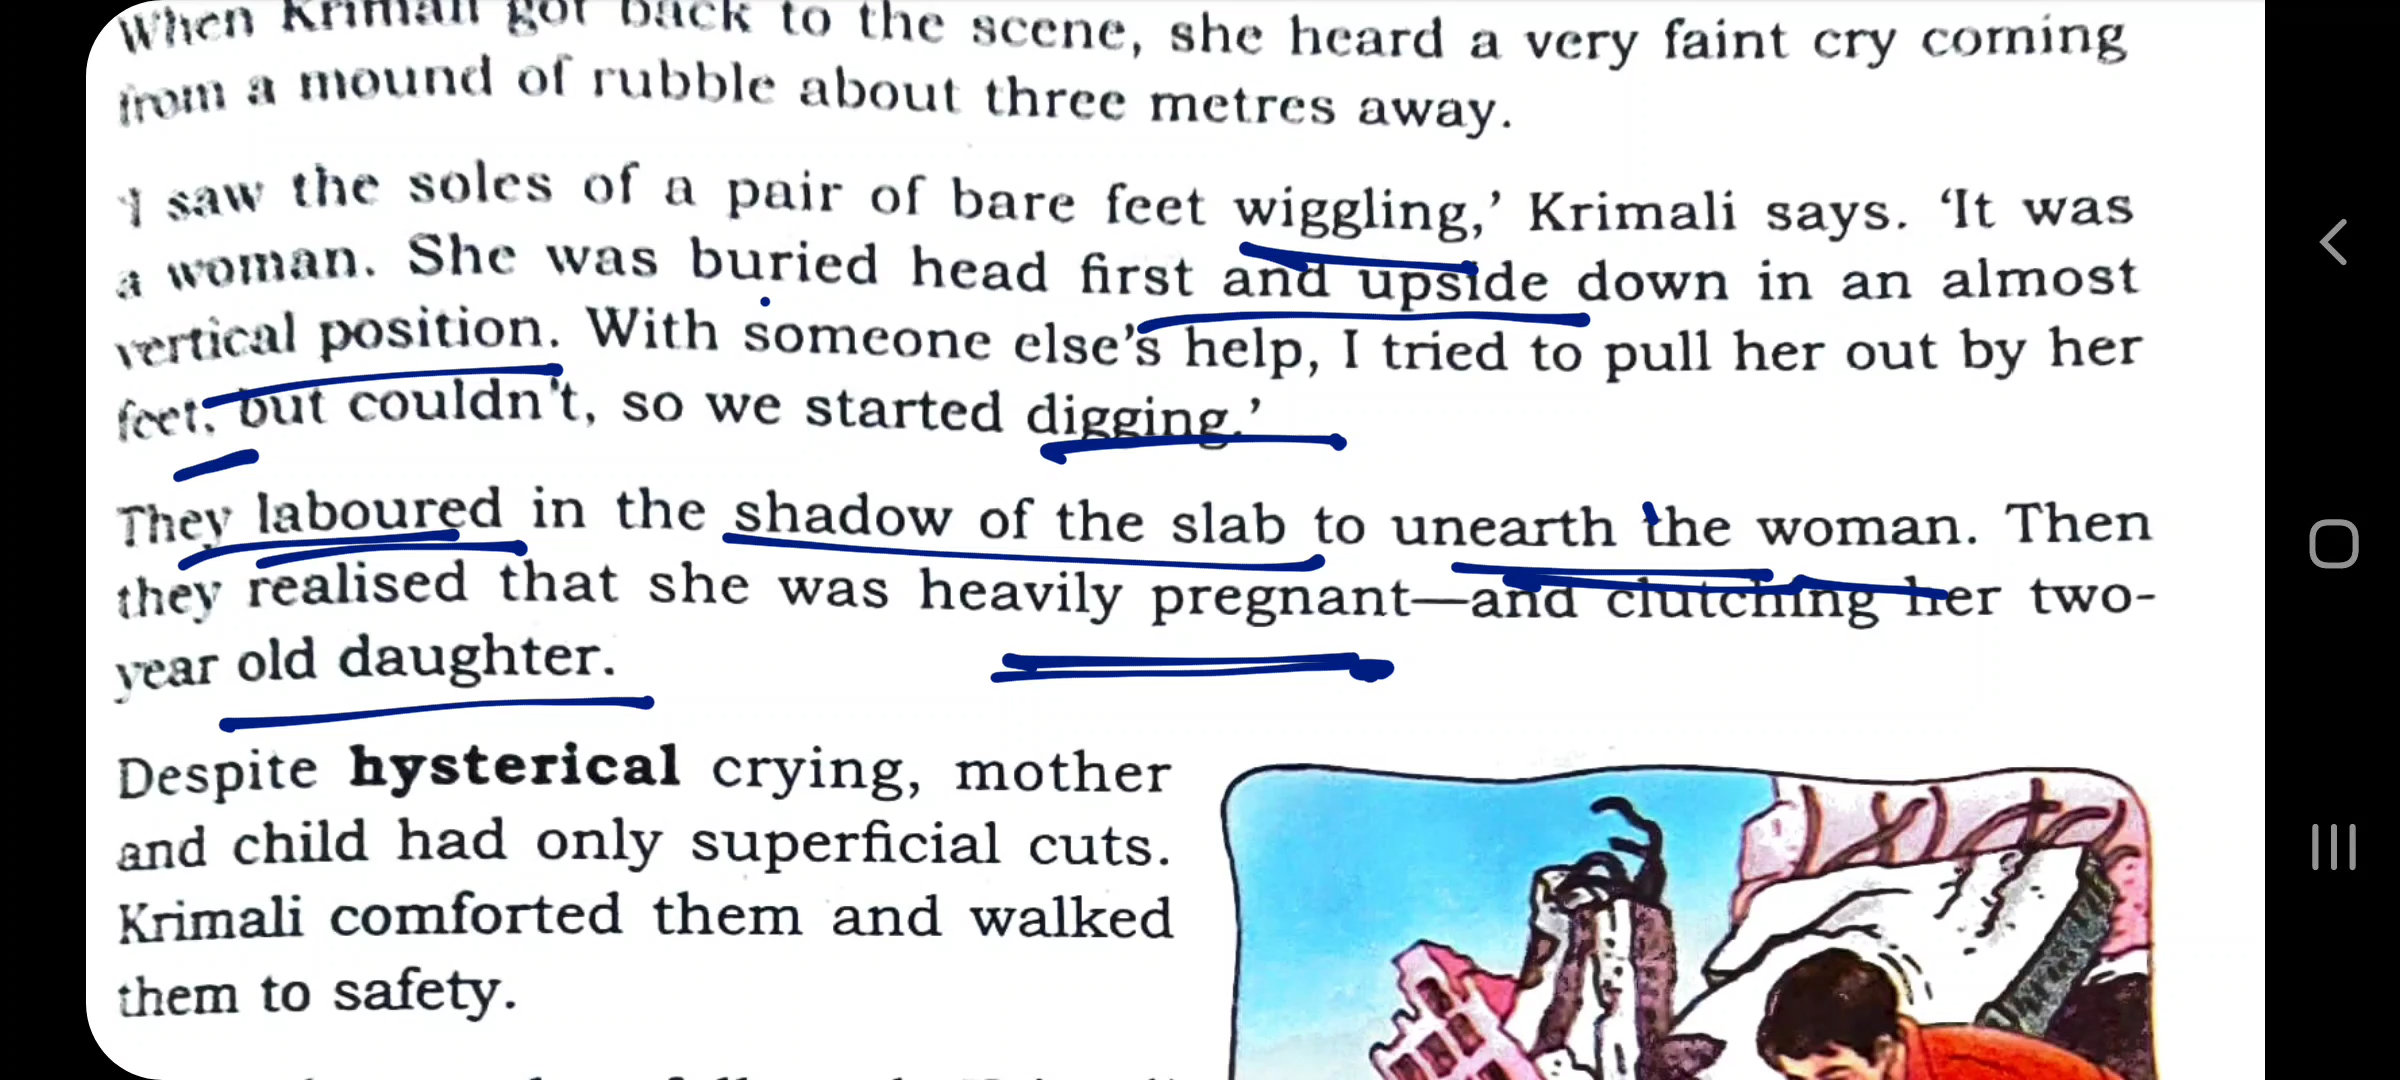 When Krimali got back to the scene, she heard a very faint cry coming
from a mound of rubble about three metres away.
‘I saw the soles of a pair of bare feet wiggling,’ Krimali says. ‘It was
a woman. She was buried head first and upside down in an almost
vertical position. With someone else’s help, I tried to pull her out by her
feet, but couldn’t, so we started digging.’
They laboured in the shadow of the slab to unearth the woman. Then
they realised that she was heavily pregnant—and clutching her two-
year old daughter.
Despite hysterical crying, mother
and child had only superficial cuts.
Krimali comforted them and walked
them to safety.